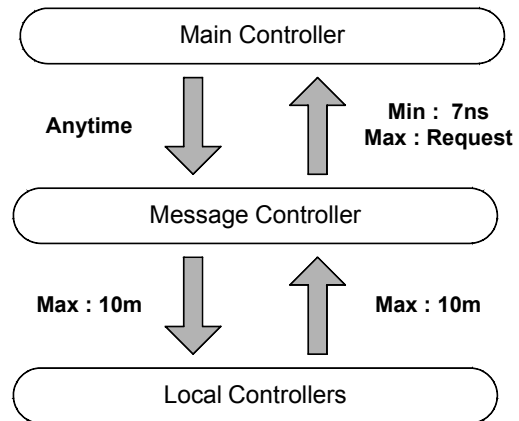 Main Controller
Anytime
Min : 7ns
Max : Request
Message Controller
Max : 10m
Max : 10m
Local Controllers